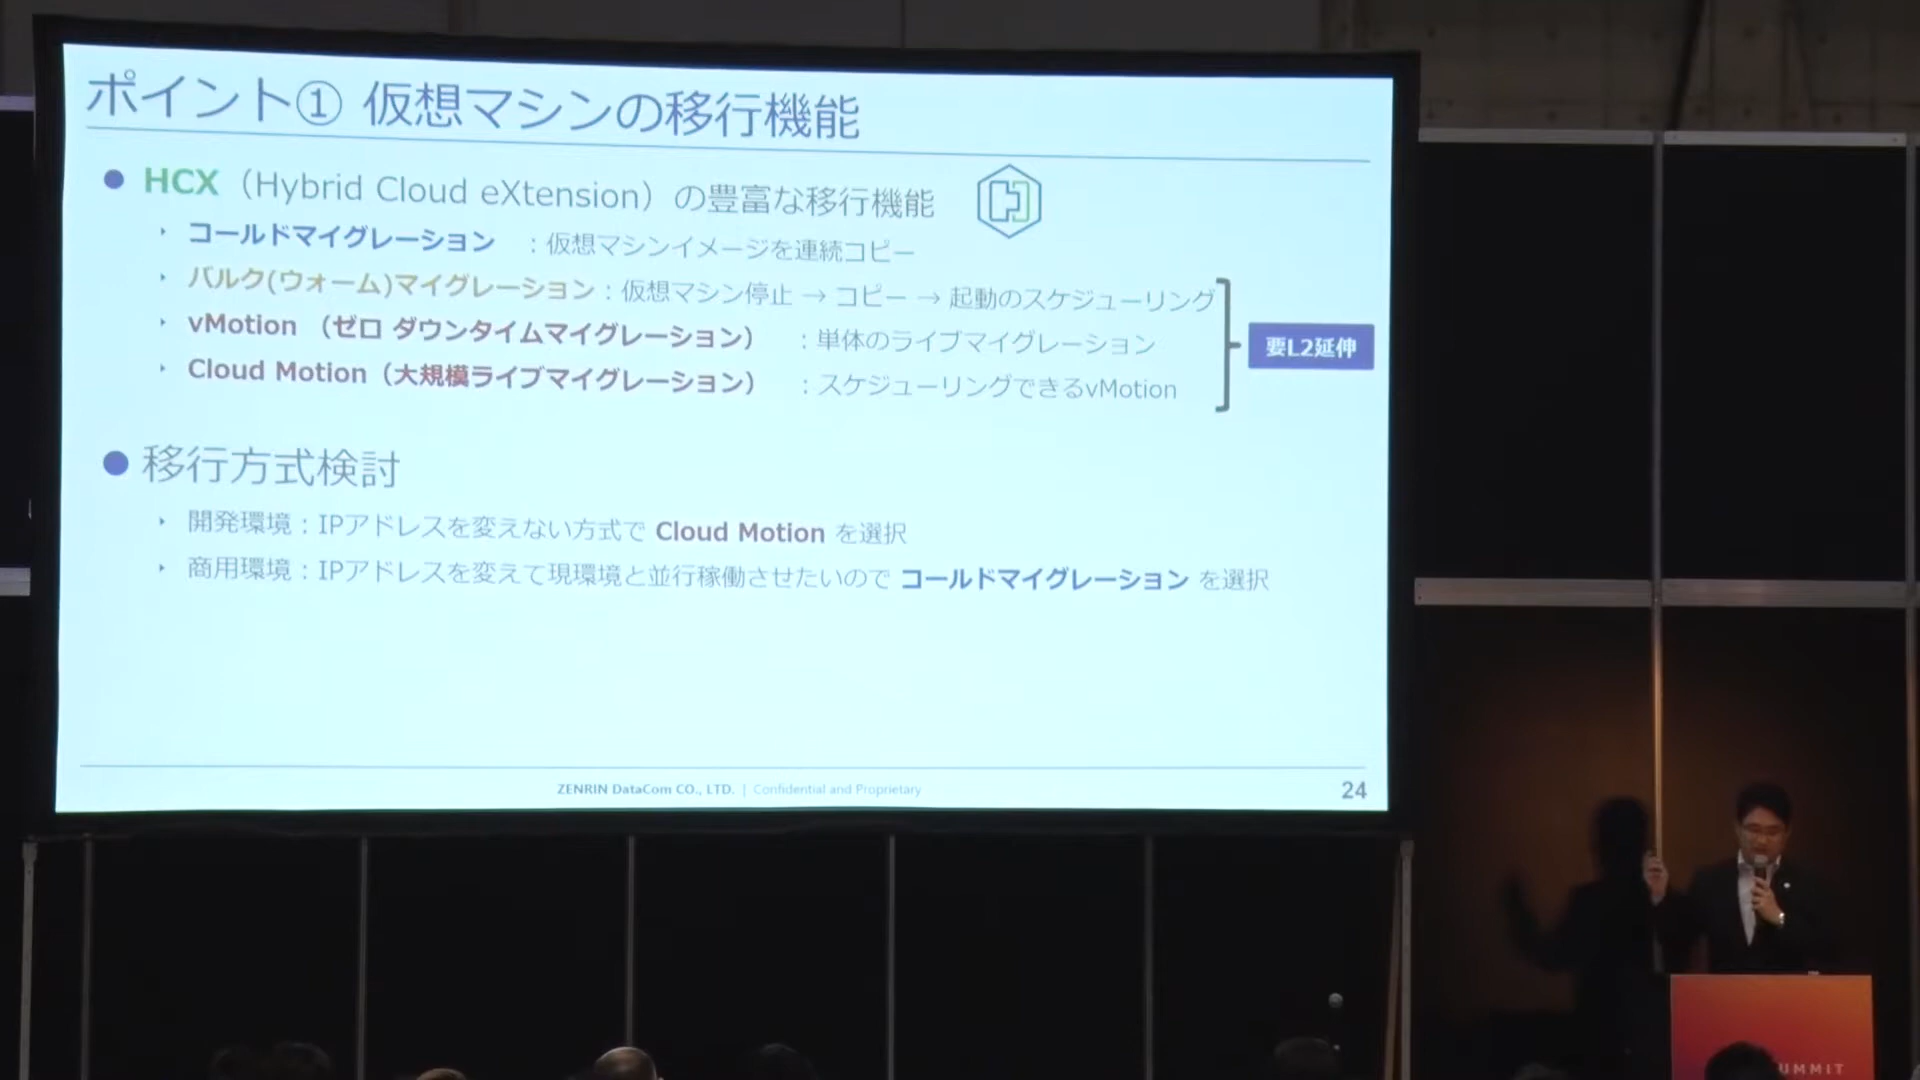 ポイント① 仮想マシンの移行機能
● HCX（Hybrid Cloud eXtension）の豊富な移行機能
‣ コールドマイグレーション ：仮想マシンイメージを連続コピー
‣ バルク(ウォーム)マイグレーション：仮想マシン停止 → コピー → 起動のスケジューリング
‣ vMotion （ゼロ ダウンタイムマイグレーション） ：単体のライブマイグレーション
‣ Cloud Motion（大規模ライブマイグレーション） ：スケジューリングできるvMotion
要L2延伸
● 移行方式検討
‣ 開発環境：IPアドレスを変えない方式で Cloud Motion を選択
‣ 商用環境：IPアドレスを変えて現環境と並行稼働させたいので コールドマイグレーション を選択
ZENRIN DataCom CO., LTD. | Confidential and Proprietary
24